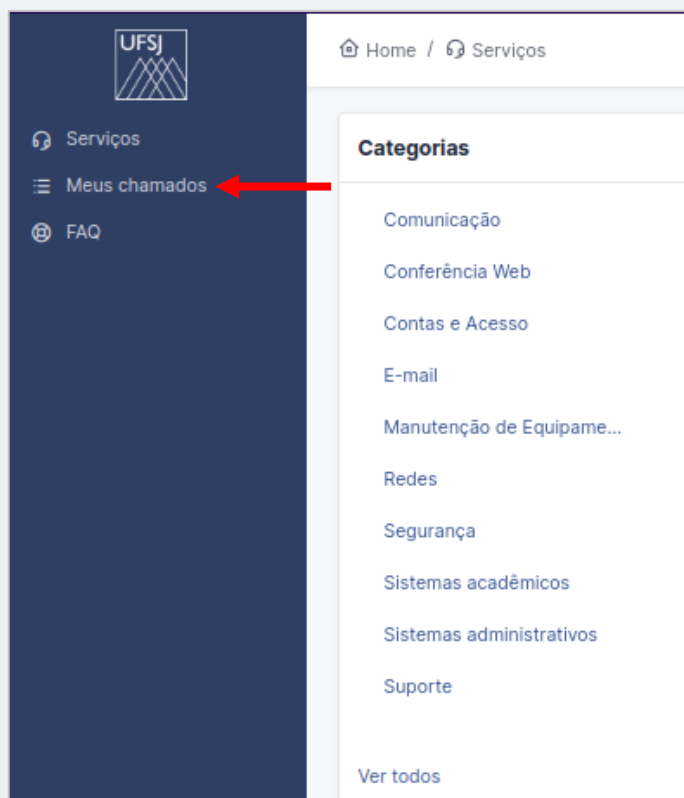 UFSJ
Serviços
Meus chamados
FAQ
Home / Serviços
Categorias
Comunicação
Conferência Web
Contas e Acesso
E-mail
Manutenção de Equipame...
Redes
Segurança
Sistemas acadêmicos
Sistemas administrativos
Suporte
Ver todos